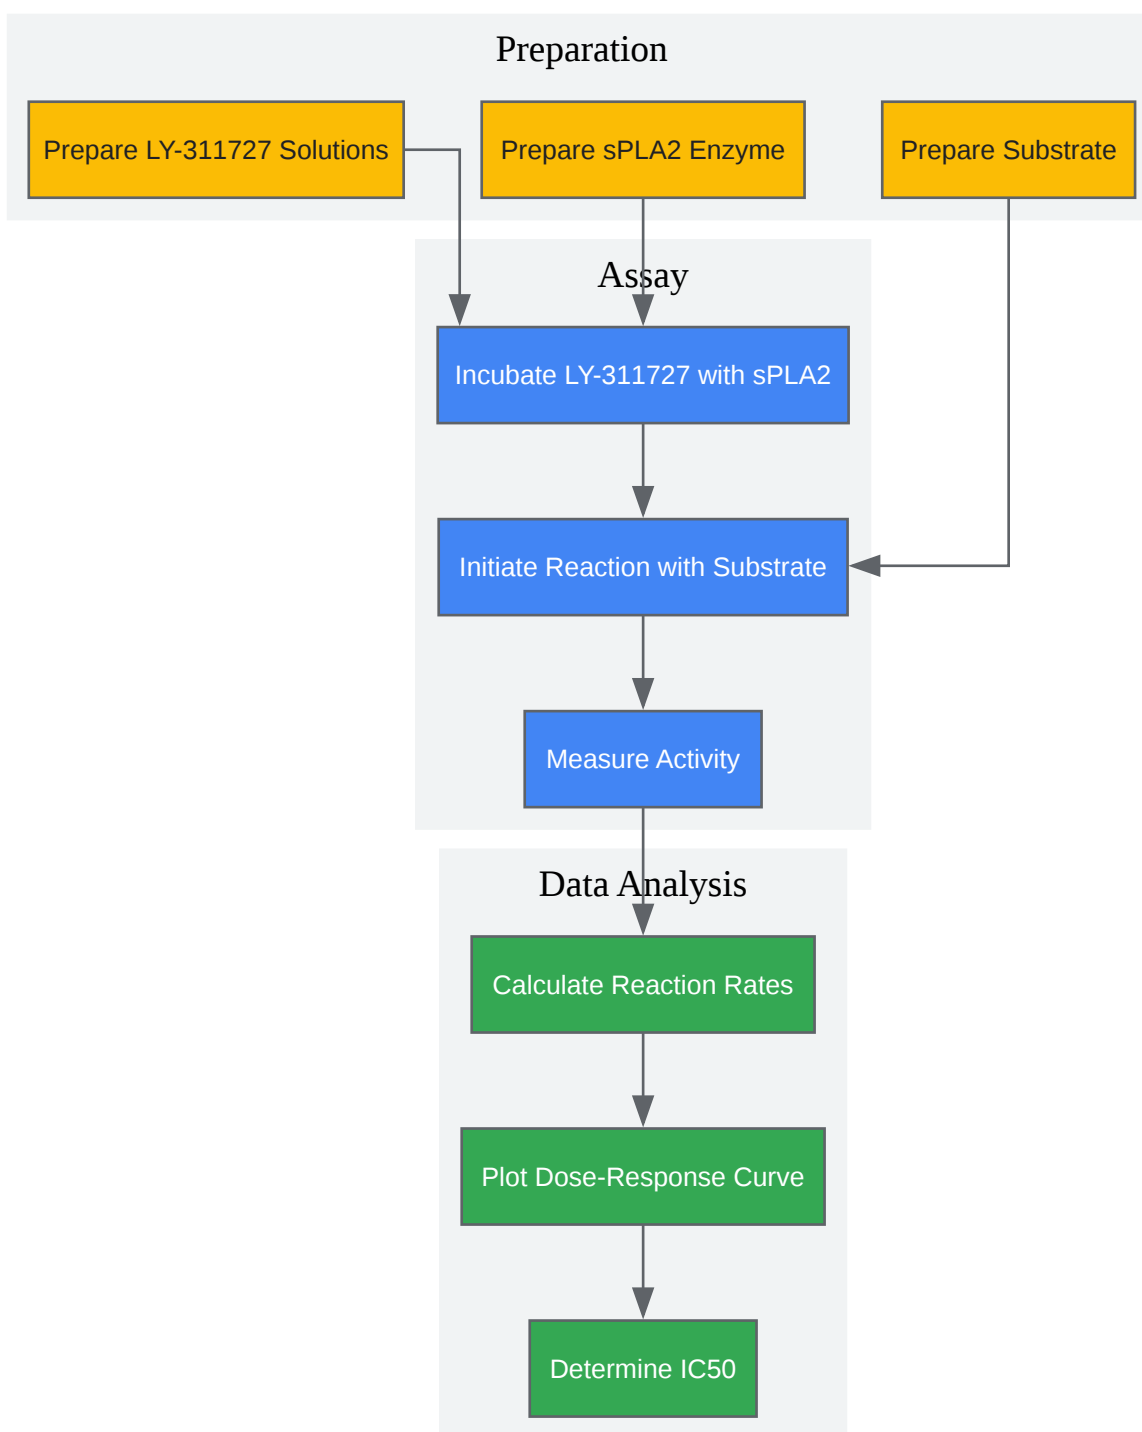 Preparation
Prepare LY-311727 Solutions
Prepare sPLA2 Enzyme
Prepare Substrate
Assay
Incubate LY-311727 with sPLA2
Initiate Reaction with Substrate
Measure Activity
Data Analysis
Calculate Reaction Rates
Plot Dose-Response Curve
Determine IC50